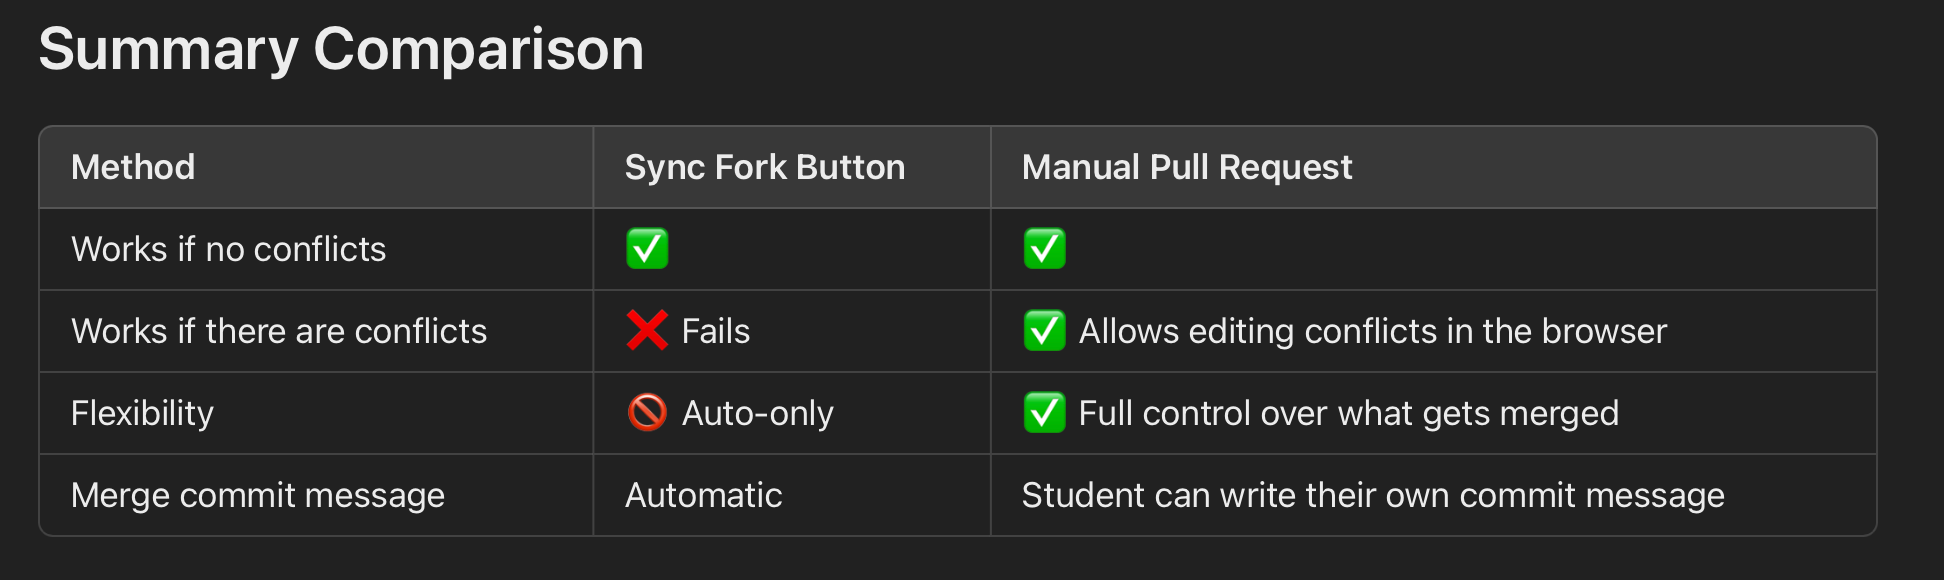 Summary Comparison
Method Sync Fork Button Manual Pull Request
Works if no conflicts ✅ ✅
Works if there are conflicts ❌ Fails ✅ Allows editing conflicts in the browser
Flexibility 🚫 Auto-only ✅ Full control over what gets merged
Merge commit message Automatic Student can write their own commit message